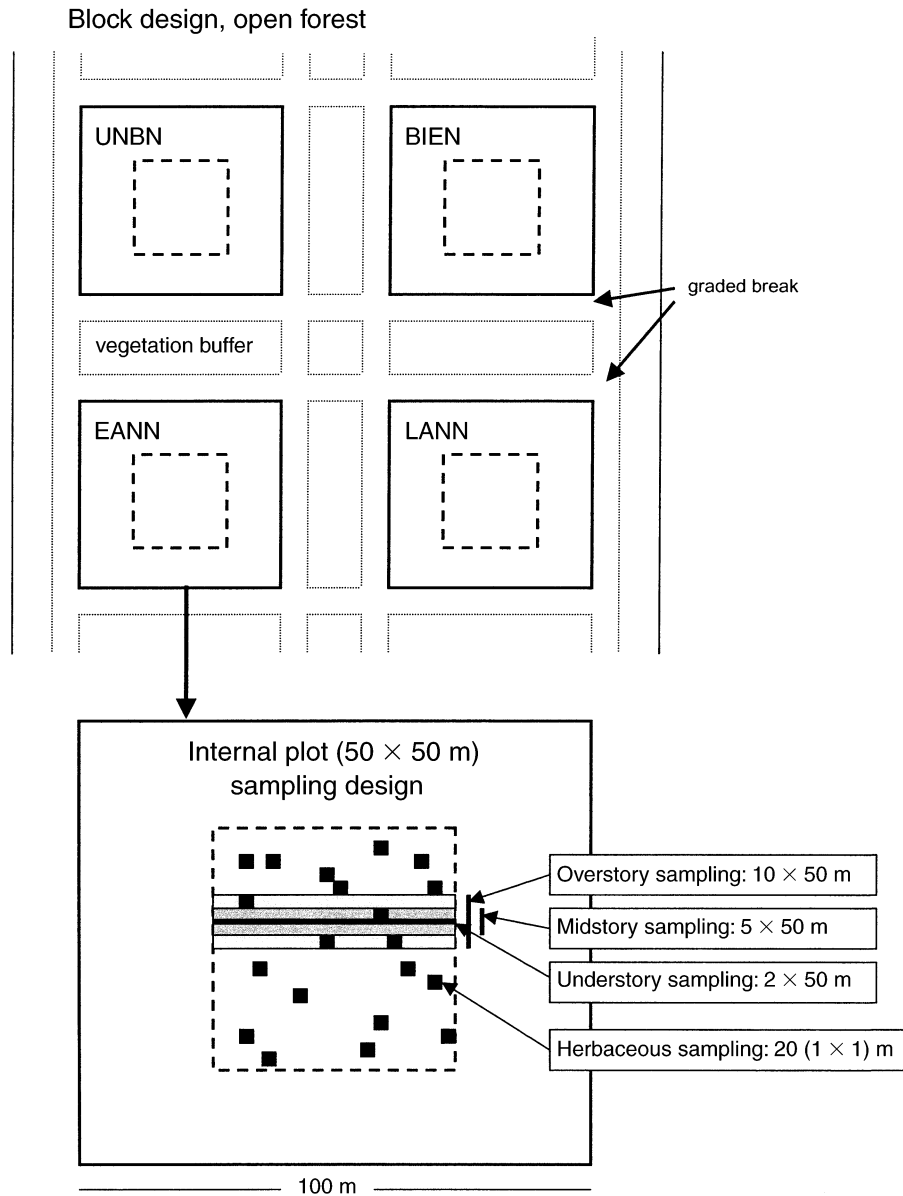 Block design, open forest
UNBN
BIEN
graded break
vegetation buffer
EANN
LANN
Internal plot (50 × 50 m)
sampling design
Overstory sampling: 10 × 50 m
Midstory sampling: 5 × 50 m
Understory sampling: 2 × 50 m
Herbaceous sampling: 20 (1 × 1) m
100 m